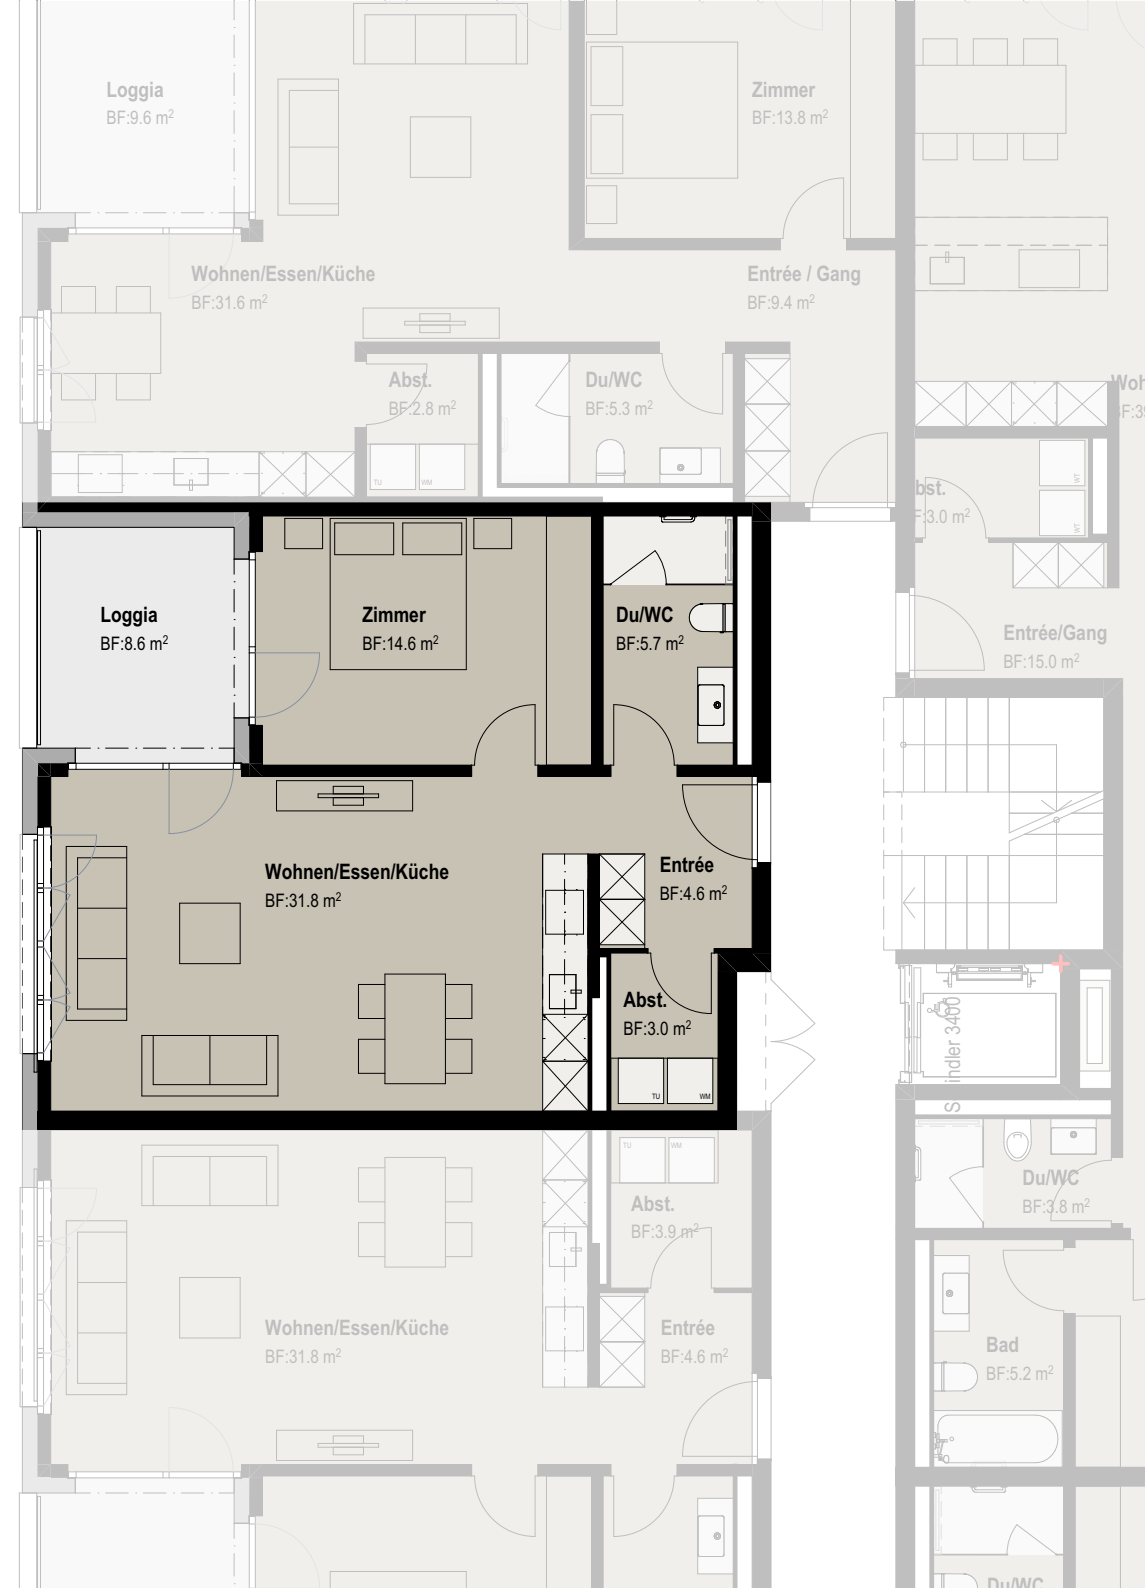 Loggia
BF:9.6 m²
Zimmer
BF:13.8 m²
Wohnen/Essen/Küche
BF:31.6 m²
Entrée / Gang
BF:9.4 m²
Abst.
BF:2.8 m²
Du/WC
BF:5.3 m²
TU
WM
Woh
BF:39
bst.
F:3.0 m²
WT
WT
Entrée/Gang
BF:15.0 m²
Loggia
BF:8.6 m²
Zimmer
BF:14.6 m²
Du/WC
BF:5.7 m²
Wohnen/Essen/Küche
BF:31.8 m²
Entrée
BF:4.6 m²
Abst.
BF:3.0 m²
TU
WM
S indler 3400
TU
WM
Abst.
BF:3.9 m²
Du/WC
BF:3.8 m²
Wohnen/Essen/Küche
BF:31.8 m²
Entrée
BF:4.6 m²
Bad
BF:5.2 m²
Du/WC